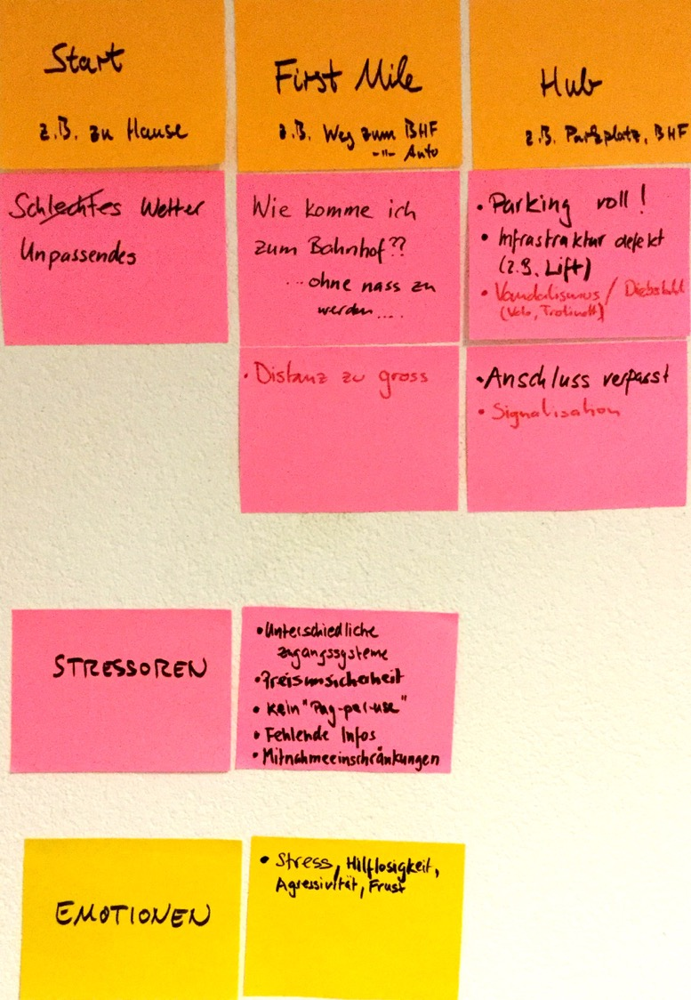 Start
z.B. zu Hause
First Mile
z.B. Weg zum BHF
-"- Auto
Hub
z.B. Parkplatz, BHF
Schlechtes Wetter
Unpassendes
Wie komme ich
zum Bahnhof??
...ohne nass zu
werden....
• Distanz zu gross
• Parking voll!
• Infrastruktur defekt
(z.B. Lift)
• Vandalismus / Diebstahl
(Velo, Trotinett)
• Anschluss verpasst
• Signalisation
STRESSOREN
• Unterschiedliche
Zugangssysteme
• Preisunsicherheit
• Kein "Pay-per-use"
• Fehlende Infos
• Mitnahmeeinschränkungen
EMOTIONEN
• Stress, Hilflosigkeit,
Agressivität, Frust